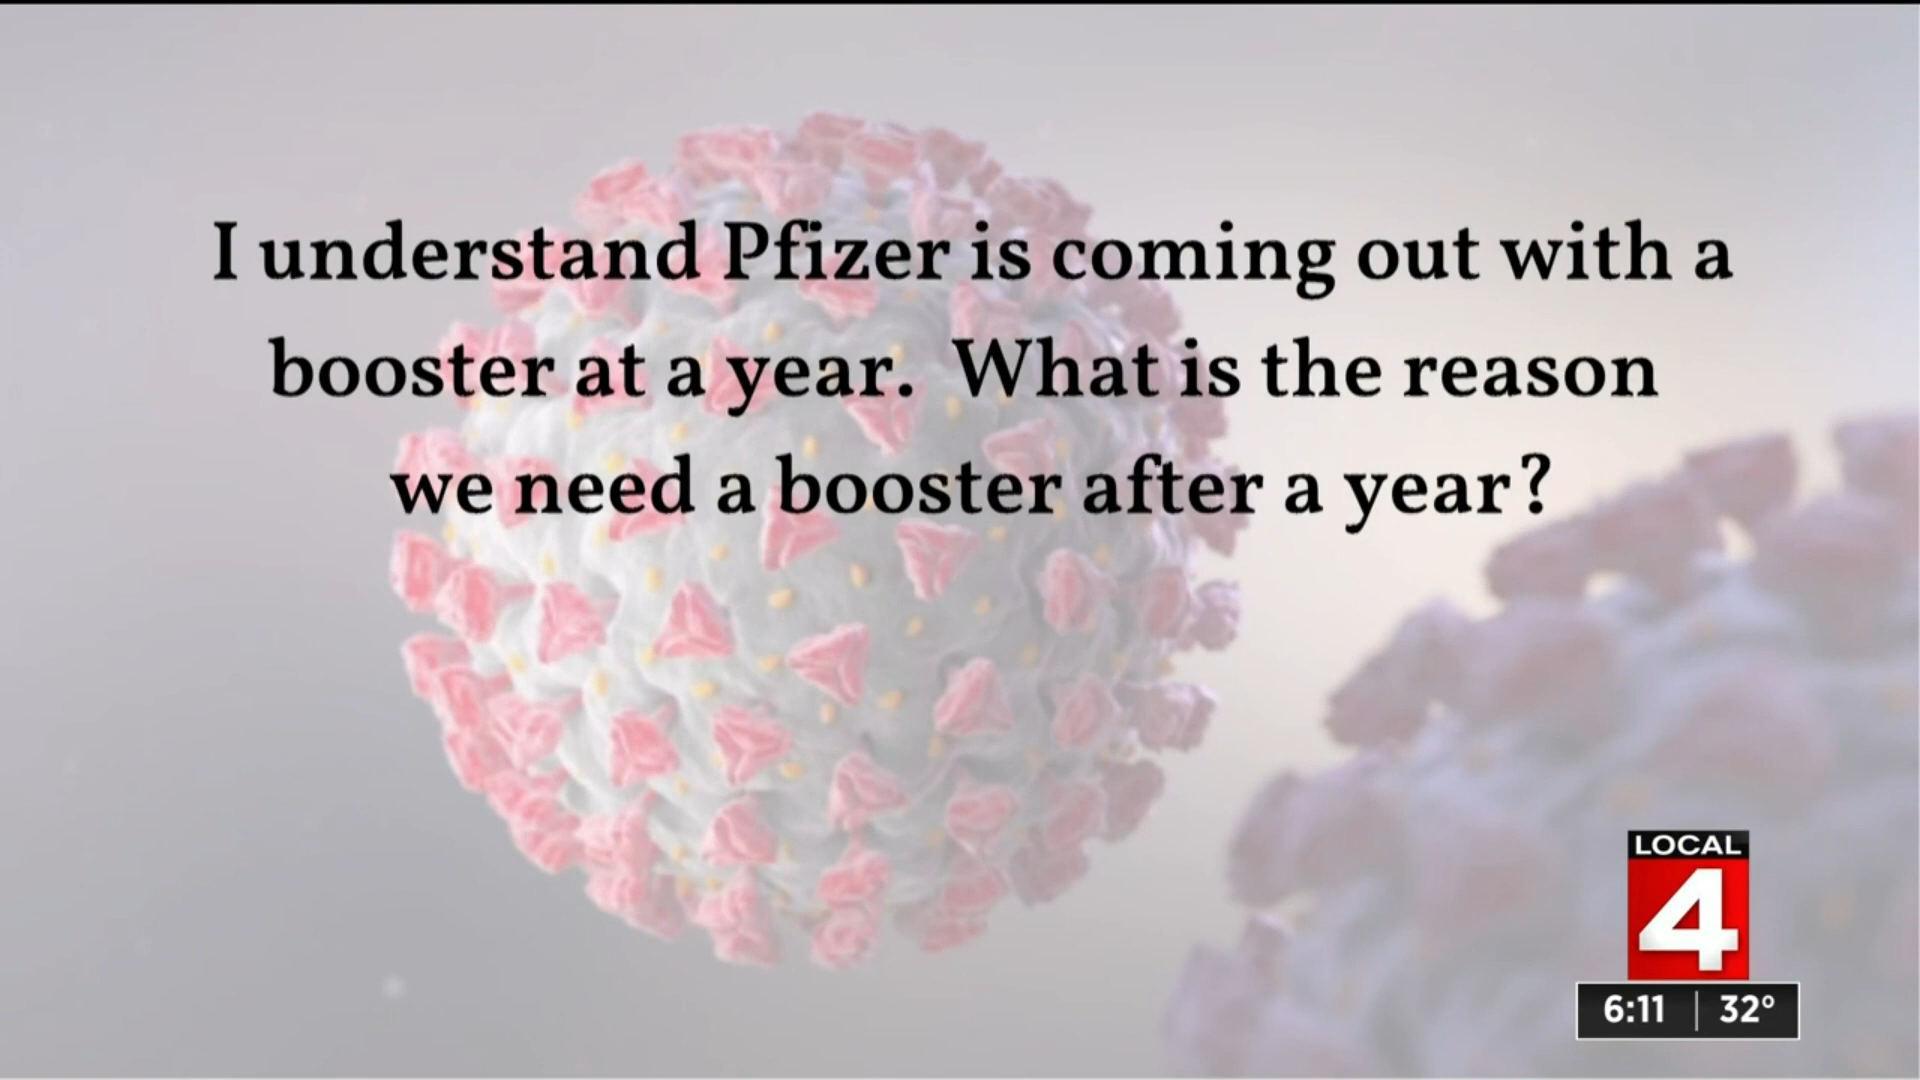 I understand Pfizer is coming out with a
booster at a year.  What is the reason
we need a booster after a year?
LOCAL
4
6:11 | 32°